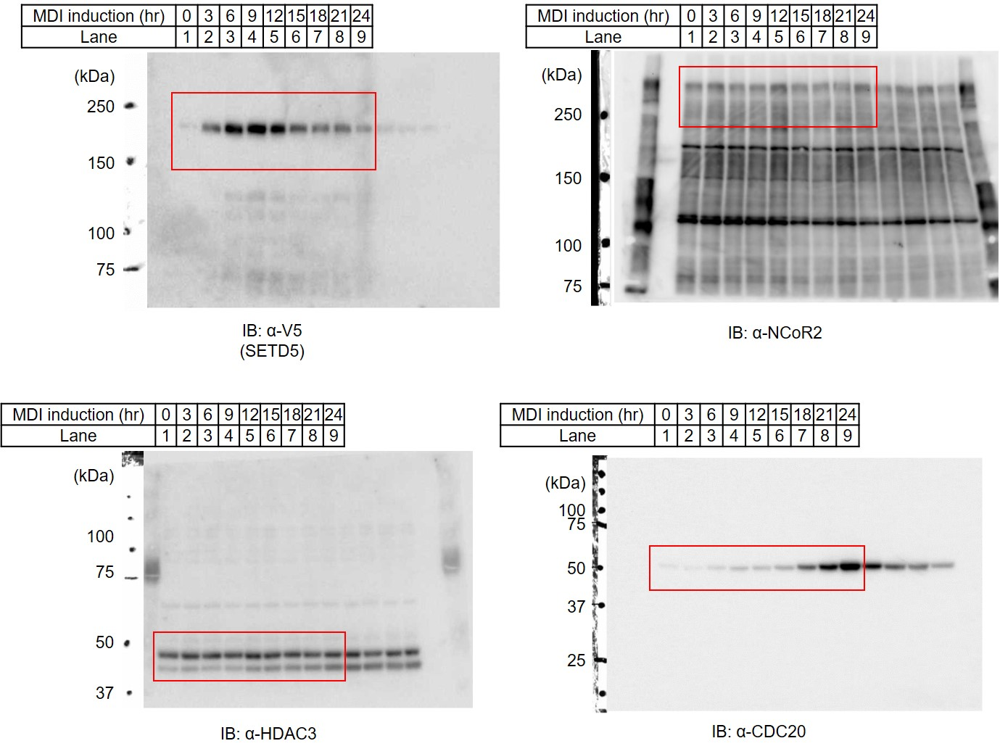 MDI induction (hr) 0 3 6 9 12 15 18 21 24
Lane 1 2 3 4 5 6 7 8 9
(kDa)
250
150
100
75
IB: α-V5
(SETD5)
MDI induction (hr) 0 3 6 9 12 15 18 21 24
Lane 1 2 3 4 5 6 7 8 9
(kDa)
250
150
100
75
IB: α-NCoR2
MDI induction (hr) 0 3 6 9 12 15 18 21 24
Lane 1 2 3 4 5 6 7 8 9
(kDa)
100
75
50
37
IB: α-HDAC3
MDI induction (hr) 0 3 6 9 12 15 18 21 24
Lane 1 2 3 4 5 6 7 8 9
(kDa)
100
75
50
37
25
IB: α-CDC20